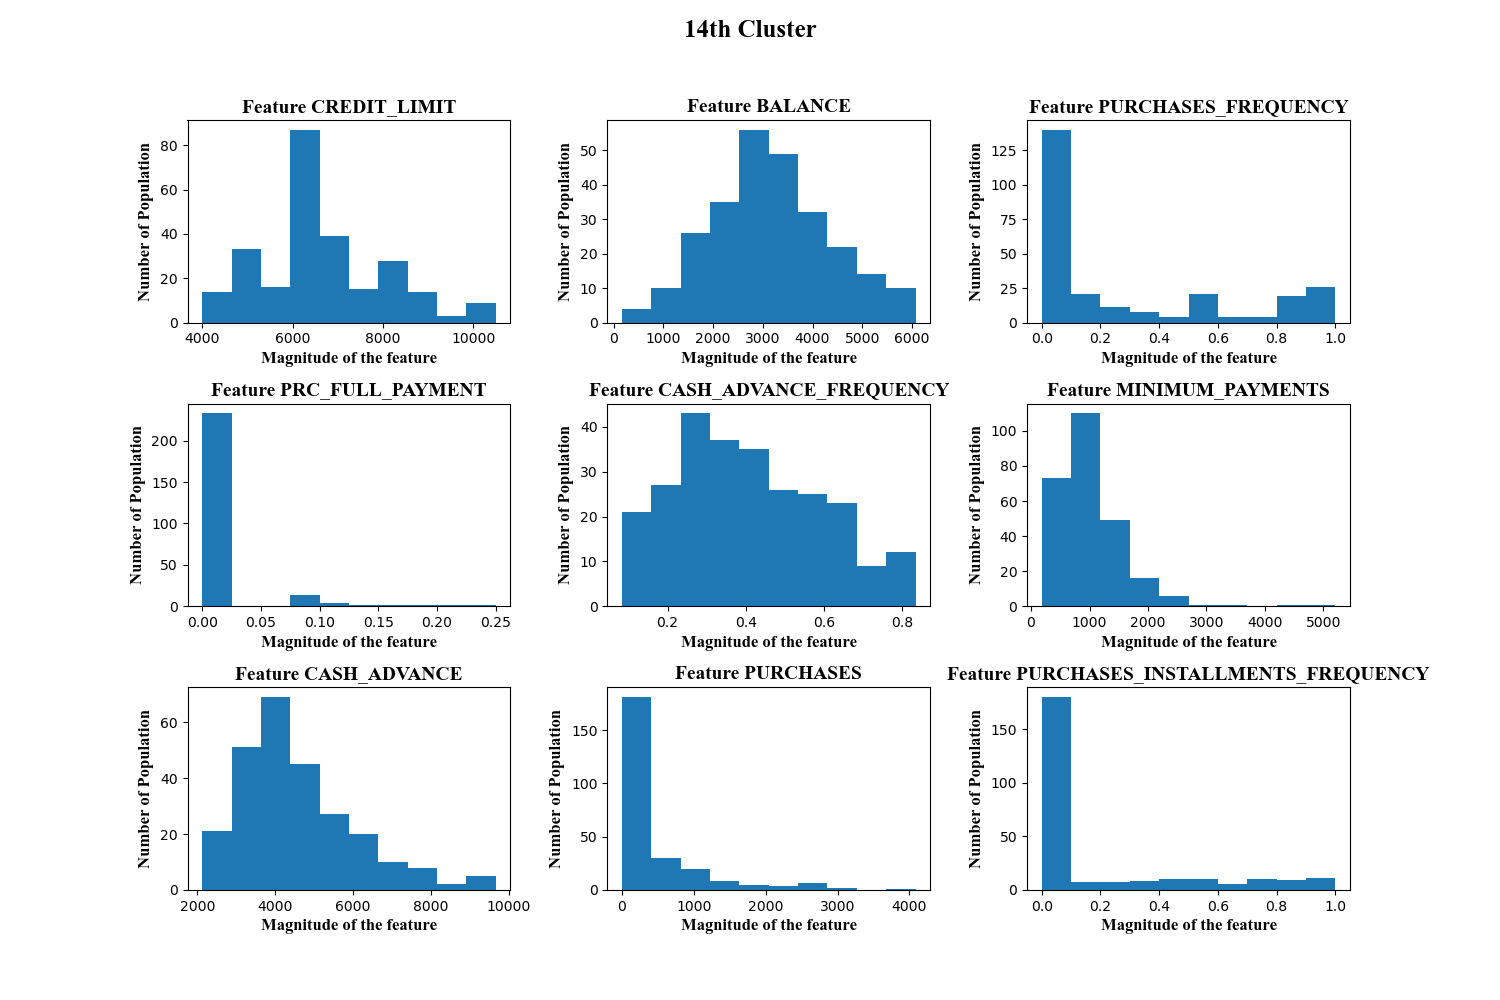 14th Cluster
Feature CREDIT_LIMIT
Number of Population
80
60
40
20
0
4000 6000 8000 10000
Magnitude of the feature
Feature BALANCE
Number of Population
50
40
30
20
10
0
0 1000 2000 3000 4000 5000 6000
Magnitude of the feature
Feature PURCHASES_FREQUENCY
Number of Population
125
100
75
50
25
0
0.0 0.2 0.4 0.6 0.8 1.0
Magnitude of the feature
Feature PRC_FULL_PAYMENT
Number of Population
200
150
100
50
0
0.00 0.05 0.10 0.15 0.20 0.25
Magnitude of the feature
Feature CASH_ADVANCE_FREQUENCY
Number of Population
40
30
20
10
0
0.2 0.4 0.6 0.8
Magnitude of the feature
Feature MINIMUM_PAYMENTS
Number of Population
100
80
60
40
20
0
0 1000 2000 3000 4000 5000
Magnitude of the feature
Feature CASH_ADVANCE
Number of Population
60
40
20
0
2000 4000 6000 8000 10000
Magnitude of the feature
Feature PURCHASES
Number of Population
150
100
50
0
0 1000 2000 3000 4000
Magnitude of the feature
Feature PURCHASES_INSTALLMENTS_FREQUENCY
Number of Population
150
100
50
0
0.0 0.2 0.4 0.6 0.8 1.0
Magnitude of the feature